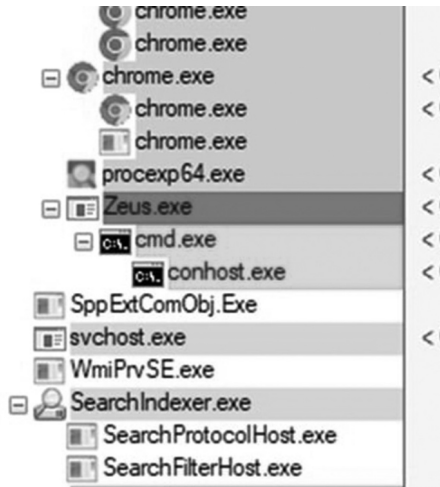 chrome.exe
chrome.exe
chrome.exe
chrome.exe
chrome.exe
procexp64.exe
Zeus.exe
cmd.exe
conhost.exe
SppExtComObj.Exe
svchost.exe
WmiPrvSE.exe
SearchIndexer.exe
SearchProtocolHost.exe
SearchFilterHost.exe